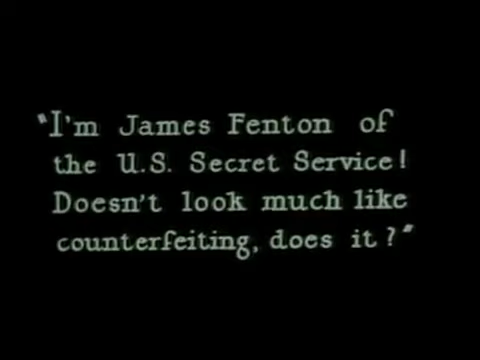 "I'm James Fenton of
the U.S. Secret Service!
Doesn't look much like
counterfeiting, does it?"